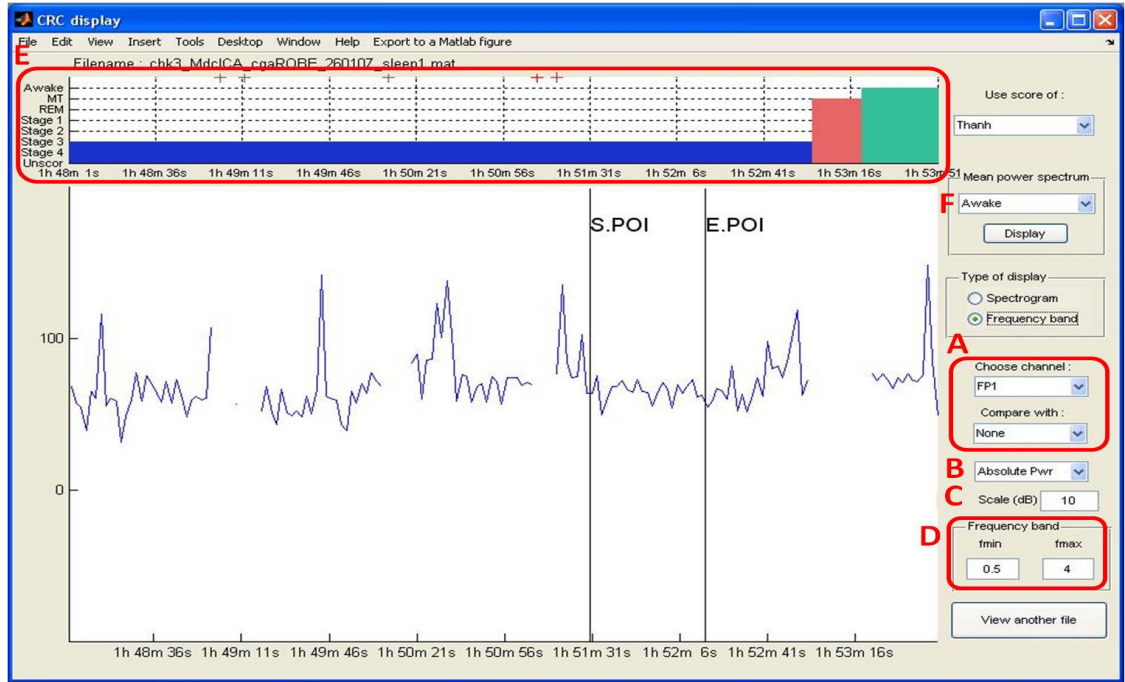 CRC display
File Edit View Insert Tools Desktop Window Help Export to a Matlab figure
E
Filename : chk3_MdcICA_cgaROBE_260107_sleep1.mat
Awake
MT
REM
Stage 1
Stage 2
Stage 3
Stage 4
Unscor
1h 48m 1s 1h 48m 36s 1h 49m 11s 1h 49m 46s 1h 50m 21s 1h 50m 56s 1h 51m 31s 1h 52m 6s 1h 52m 41s 1h 53m 16s 1h 53m 51
Use score of :
Thanh
Mean power spectrum
F
Awake
Display
S.POI E.POI
Type of display
Spectrogram
Frequency band
A
Choose channel :
FP1
Compare with :
None
B
Absolute Pwr
C
Scale (dB) 10
D
Frequency band
fmin fmax
0.5 4
View another file
100
0
1h 48m 36s 1h 49m 11s 1h 49m 46s 1h 50m 21s 1h 50m 56s 1h 51m 31s 1h 52m 6s 1h 52m 41s 1h 53m 16s